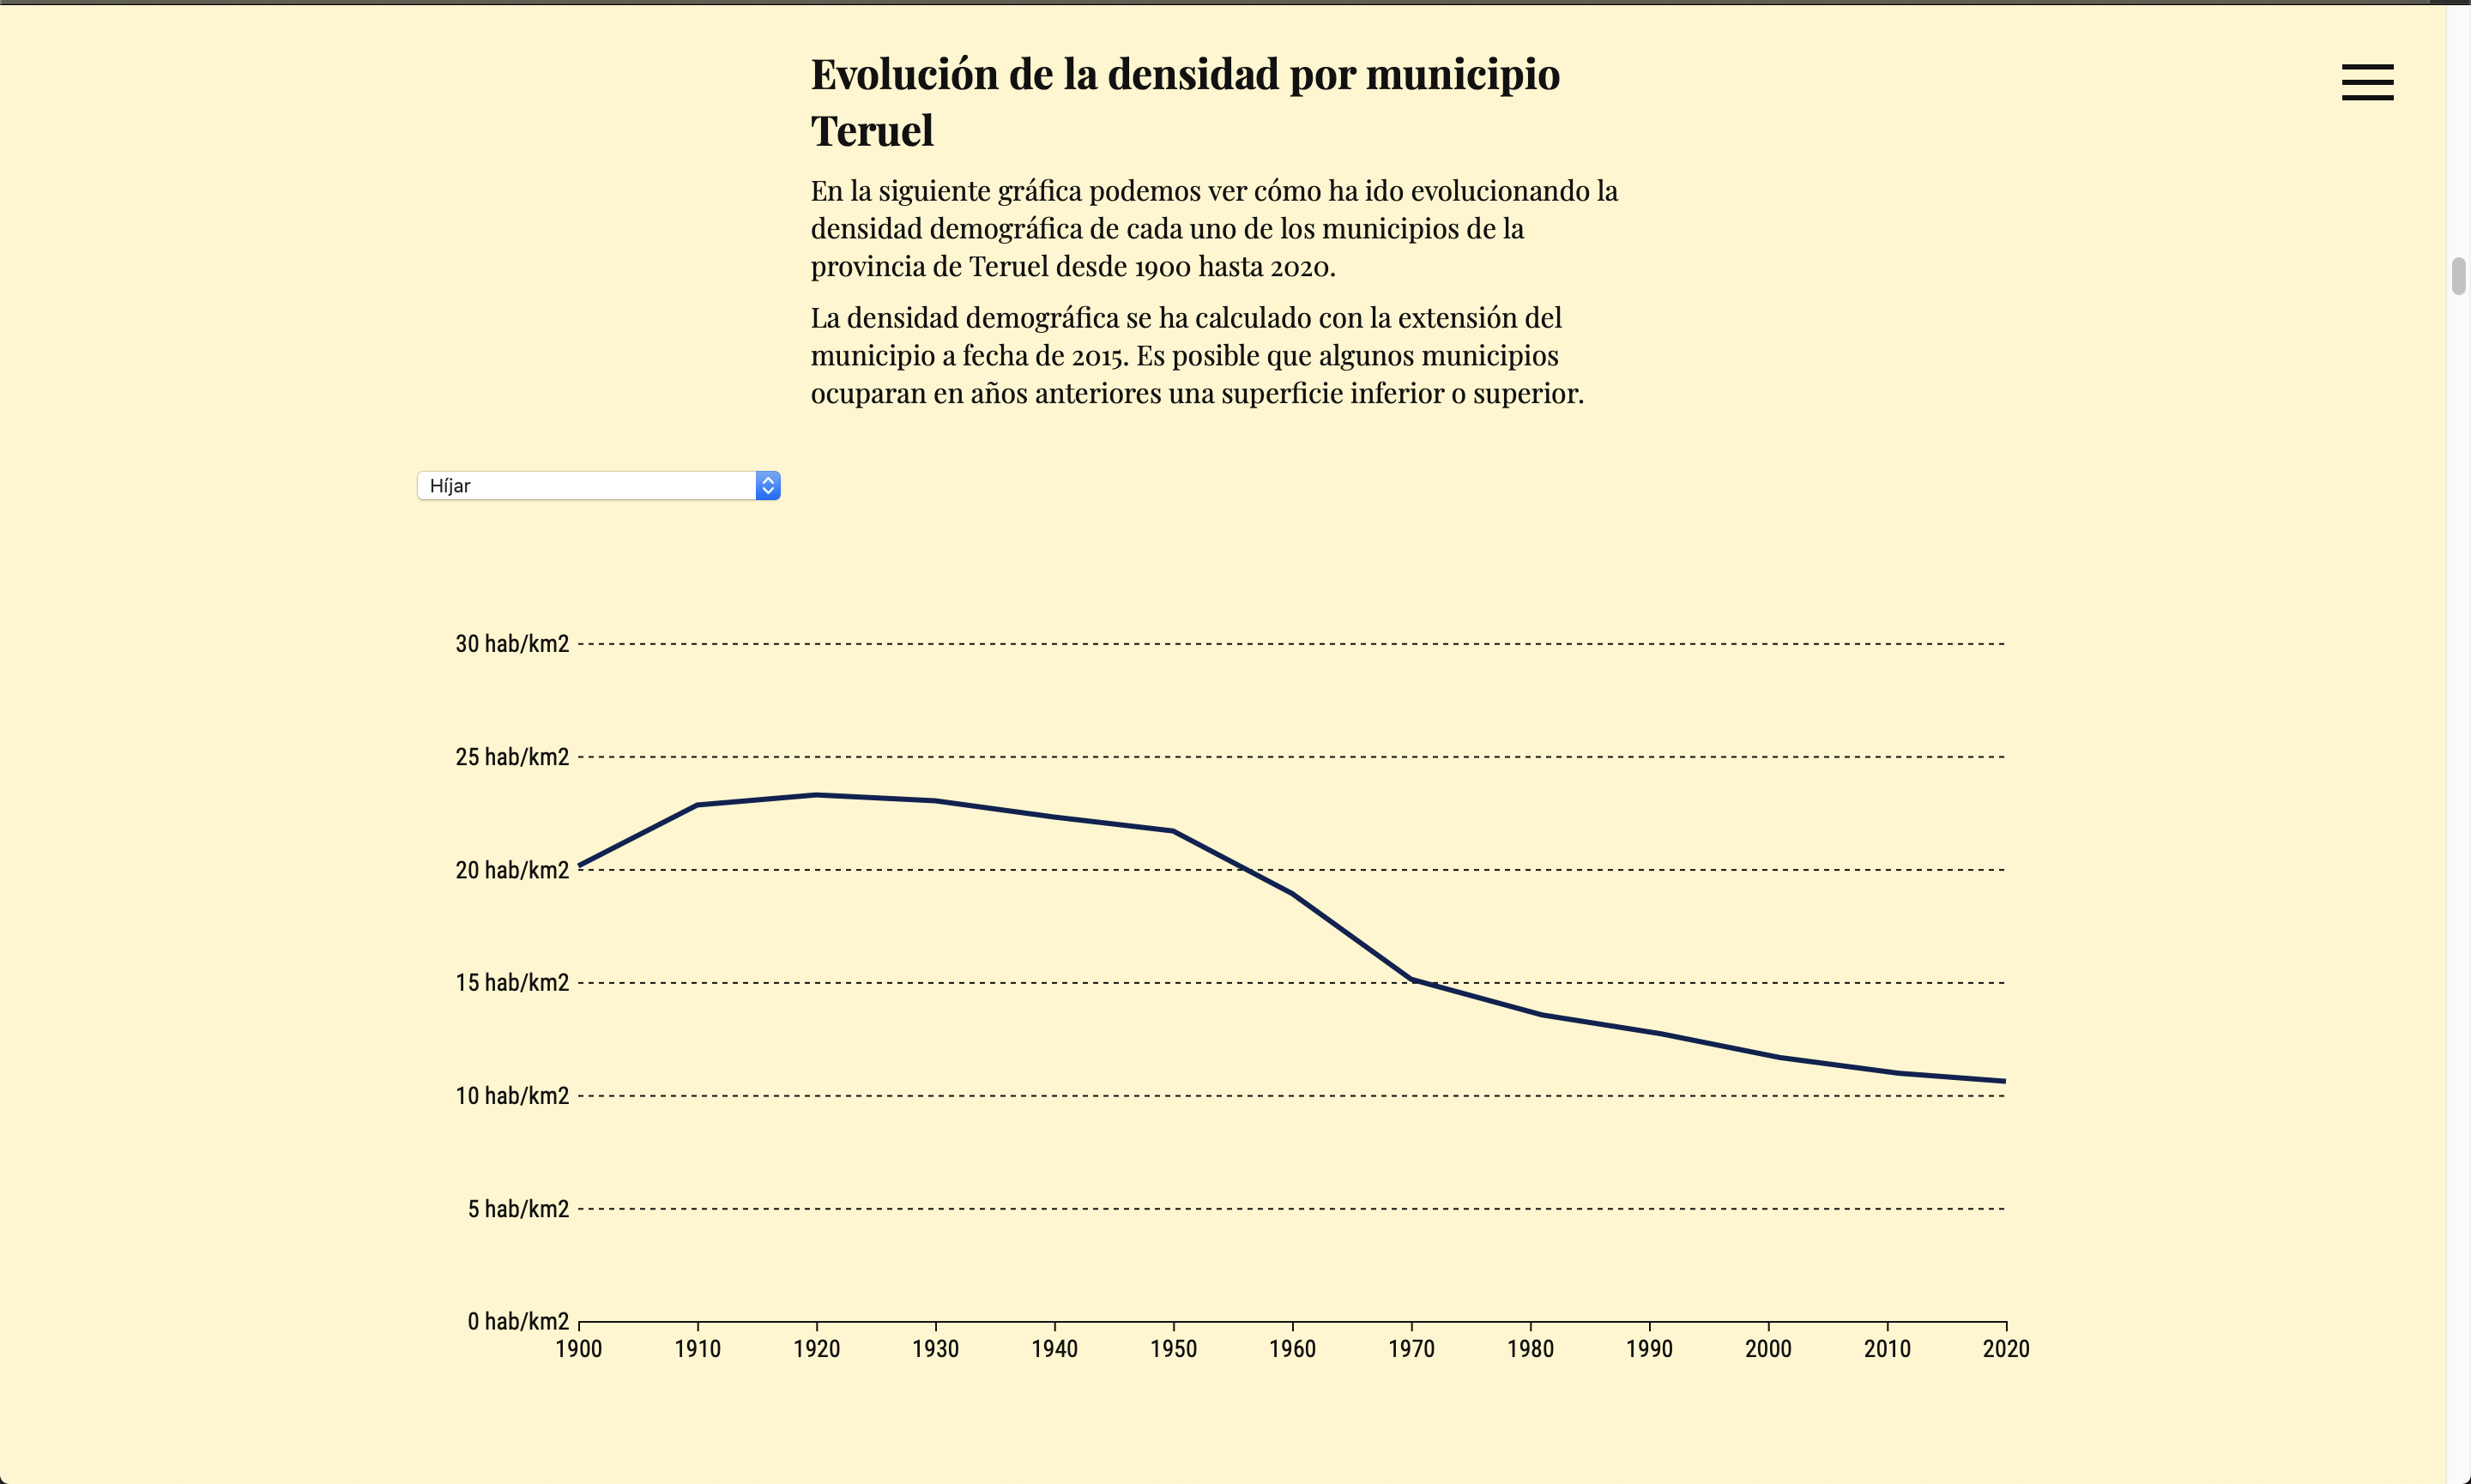 Evolución de la densidad por municipio
Teruel
En la siguiente gráfica podemos ver cómo ha ido evolucionando la
densidad demográfica de cada uno de los municipios de la
provincia de Teruel desde 1900 hasta 2020.
La densidad demográfica se ha calculado con la extensión del
municipio a fecha de 2015. Es posible que algunos municipios
ocuparan en años anteriores una superficie inferior o superior.
Híjar
30 hab/km2
25 hab/km2
20 hab/km2
15 hab/km2
10 hab/km2
5 hab/km2
0 hab/km2
1900 1910 1920 1930 1940 1950 1960 1970 1980 1990 2000 2010 2020